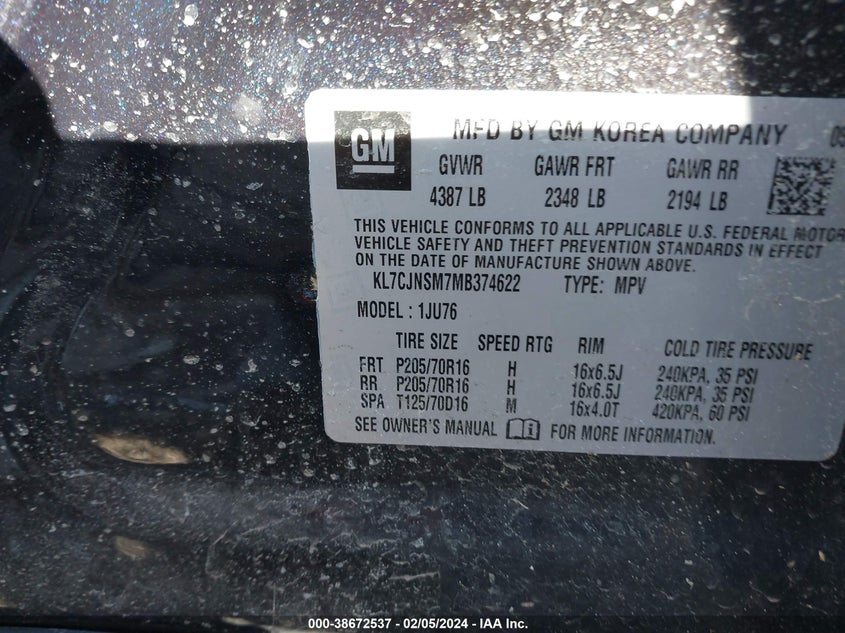 GM MFD BY GM KOREA COMPANY
GVWR GAWR FRT GAWR RR
4387 LB 2348 LB 2194 LB
THIS VEHICLE CONFORMS TO ALL APPLICABLE U.S. FEDERAL MOTOR
VEHICLE SAFETY AND THEFT PREVENTION STANDARDS IN EFFECT
ON THE DATE OF MANUFACTURE SHOWN ABOVE.
KL7CJNSM7MB374622 TYPE: MPV
MODEL : 1JU76
TIRE SIZE SPEED RTG RIM COLD TIRE PRESSURE
FRT P205/70R16 H 16x6.5J 240KPA, 35 PSI
RR P205/70R16 H 16x6.5J 240KPA, 35 PSI
SPA T125/70D16 M 16x4.0T 420KPA, 60 PSI
SEE OWNER'S MANUAL FOR MORE INFORMATION.
000-38672537 — 02/05/2024 — IAA Inc.